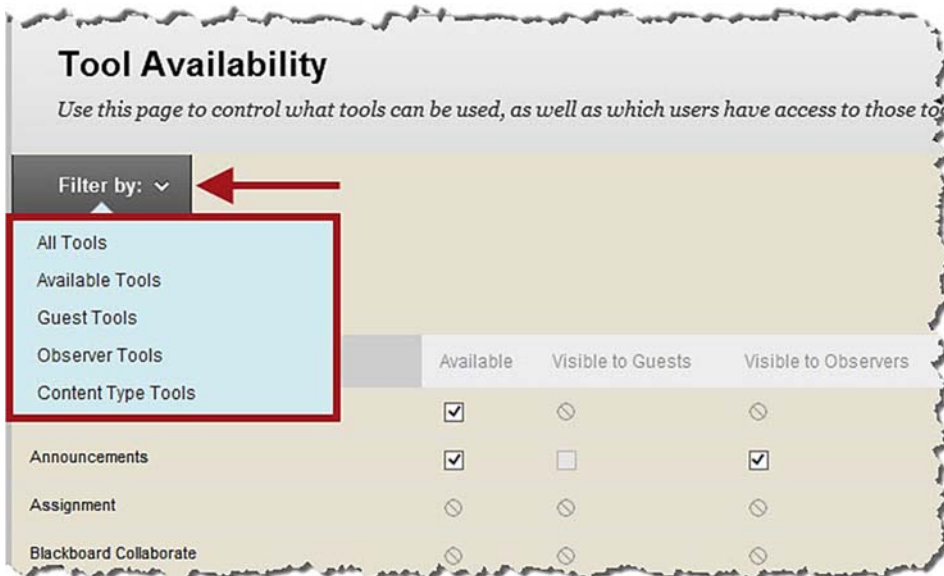 Tool Availability
Use this page to control what tools can be used, as well as which users have access to those
Filter by:
All Tools
Available Tools
Guest Tools
Observer Tools
Content Type Tools
Available Visible to Guests Visible to Observers
Announcements
Assignment
Blackboard Collaborate